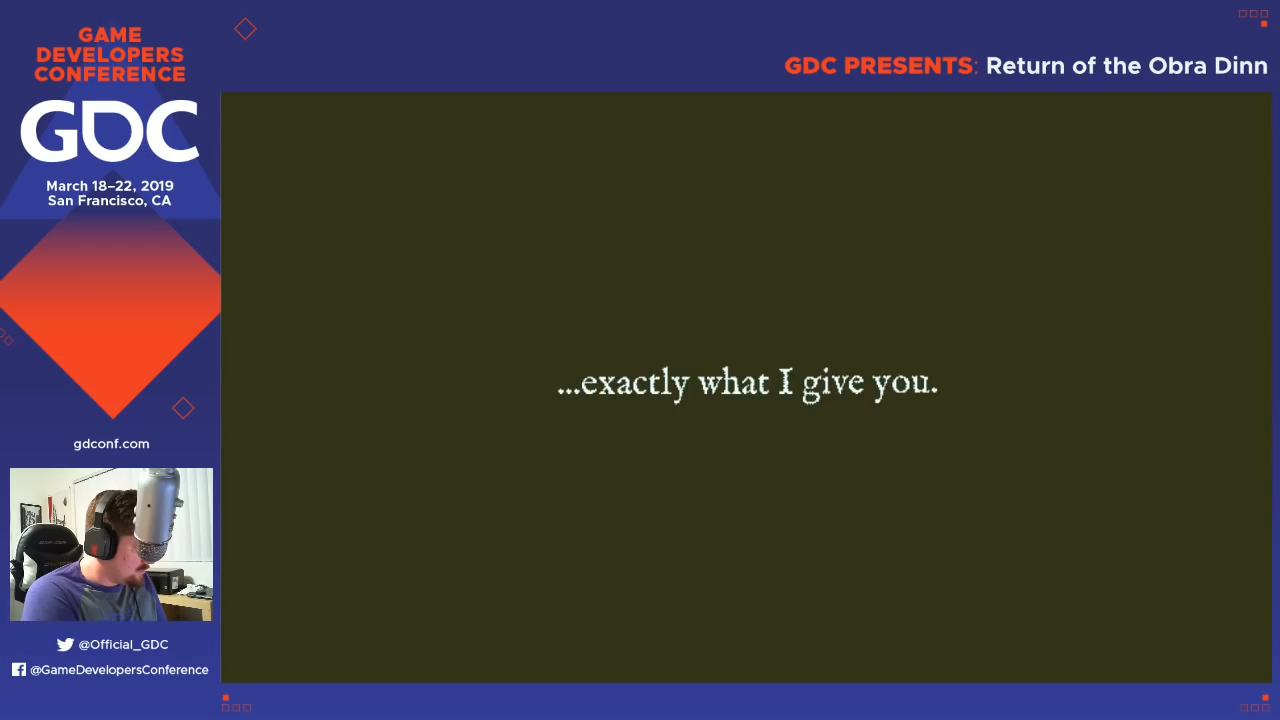 GAME
DEVELOPERS
CONFERENCE
GDC
March 18–22, 2019
San Francisco, CA
gdconf.com
@Official_GDC
@GameDevelopersConference
GDC PRESENTS: Return of the Obra Dinn
...exactly what I give you.